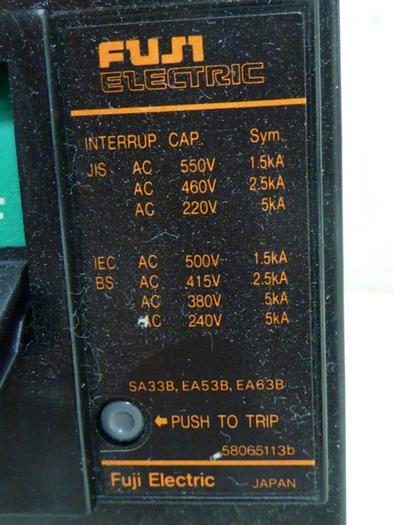 FUJI
ELECTRIC
INTERRUP. CAP. Sym.
JIS AC 550V 1.5kA
AC 460V 2.5kA
AC 220V 5kA
IEC AC 500V 1.5kA
BS AC 415V 2.5kA
AC 380V 5kA
AC 240V 5kA
SA33B, EA53B, EA63B
←PUSH TO TRIP
58065113b
Fuji Electric JAPAN